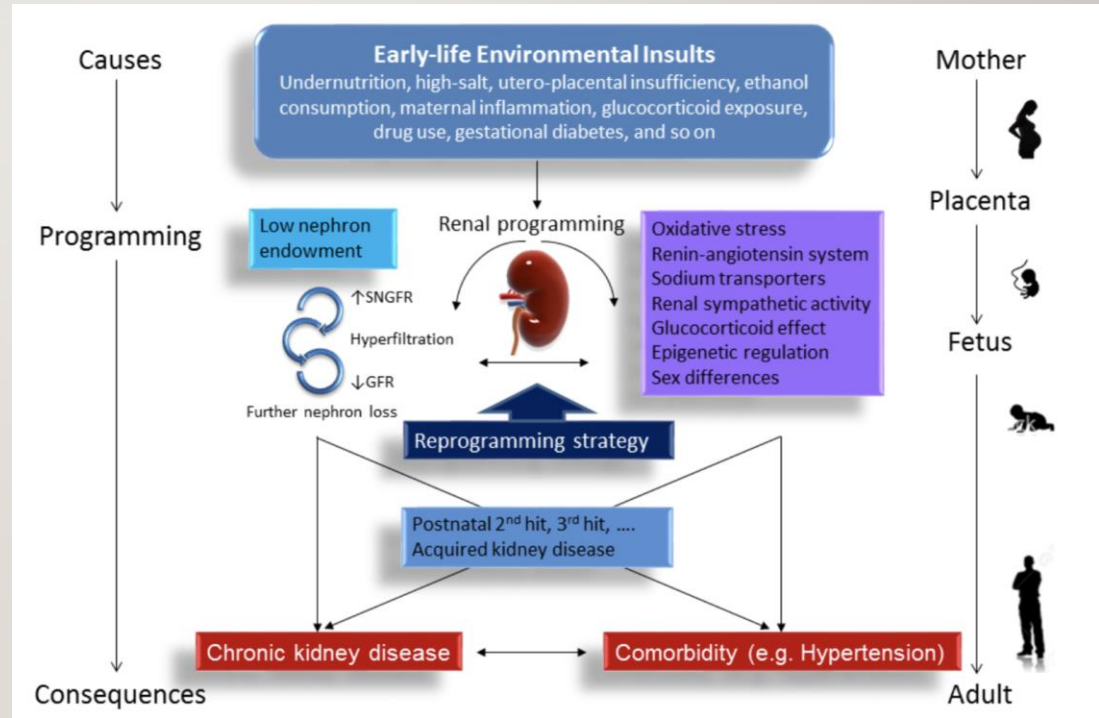 Causes
Early-life Environmental Insults
Undernutrition, high-salt, utero-placental insufficiency, ethanol
consumption, maternal inflammation, glucocorticoid exposure,
drug use, gestational diabetes, and so on
Mother
Programming
Low nephron
endowment
Renal programming
Placenta
Oxidative stress
Renin-angiotensin system
Sodium transporters
Renal sympathetic activity
Glucocorticoid effect
Epigenetic regulation
Sex differences
↑SNGFR
Hyperfiltration
↓GFR
Further nephron loss
Fetus
Reprogramming strategy
Postnatal 2nd hit, 3rd hit, ....
Acquired kidney disease
Chronic kidney disease
Comorbidity (e.g. Hypertension)
Consequences
Adult